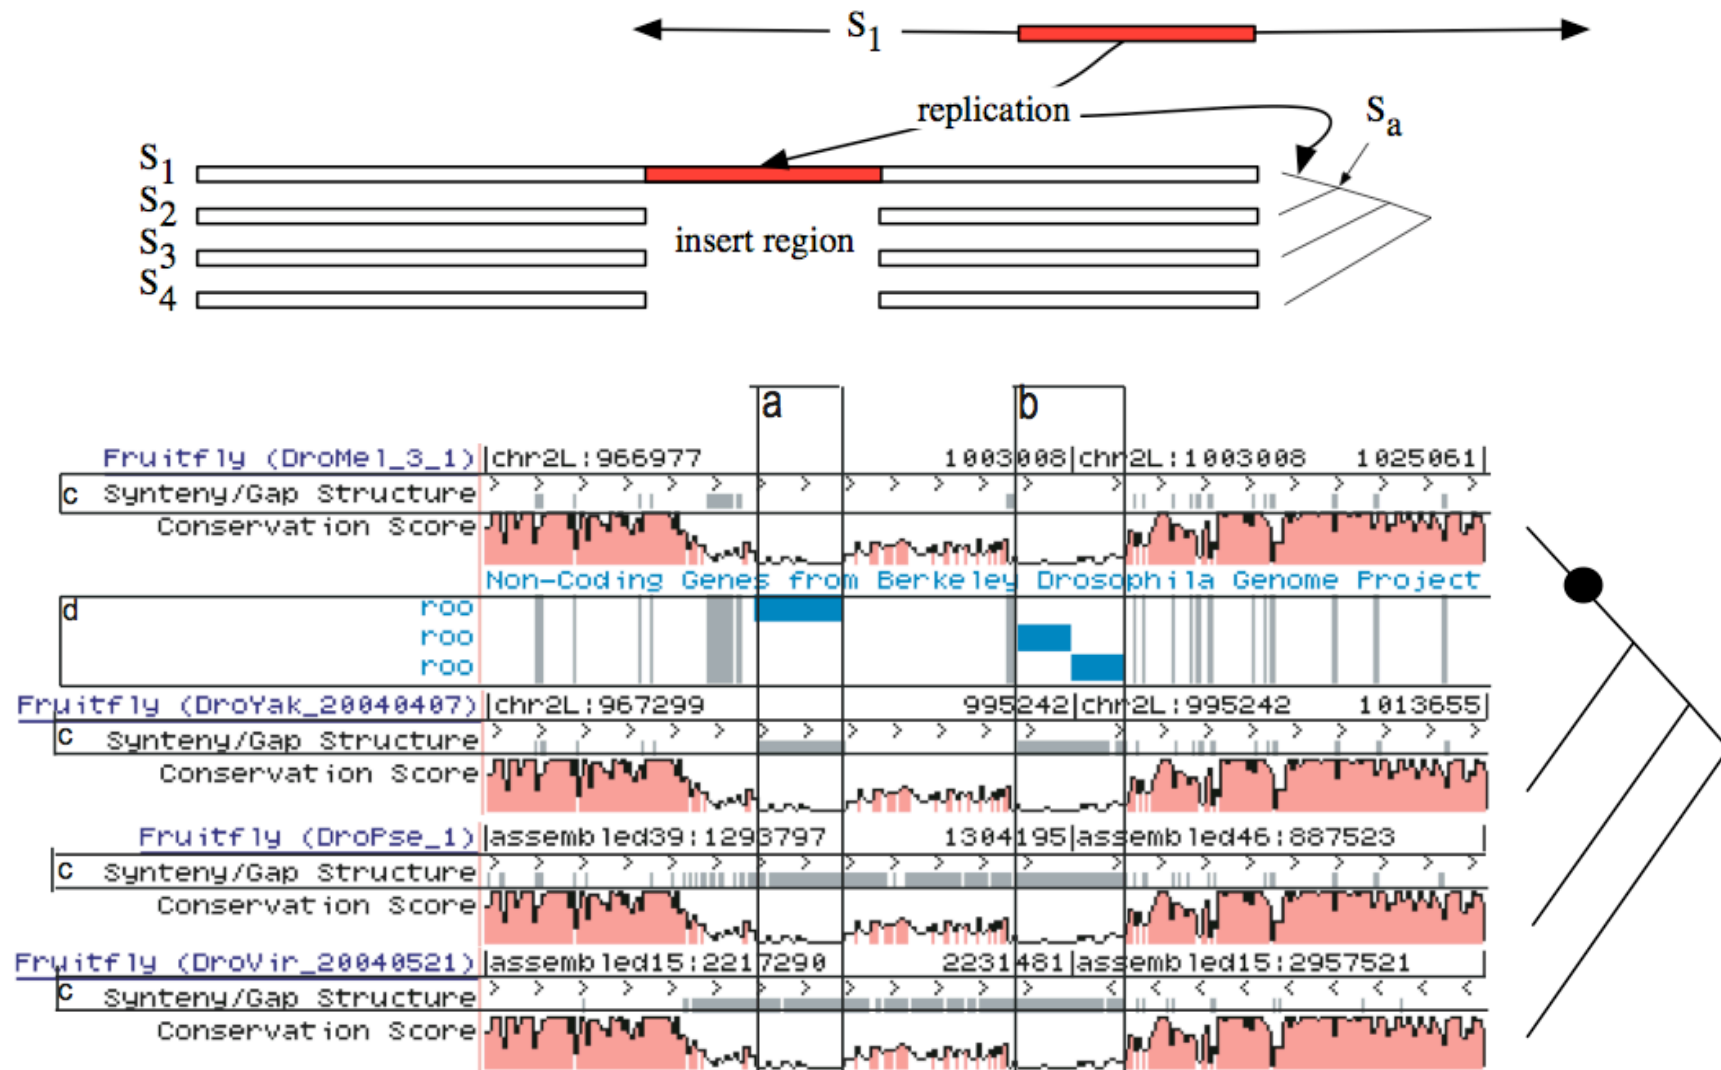 S1
replication
Sa
S1
S2
insert region
S3
S4
a
b
Fruitfly (DroMel_3_1) |chr2L:966977 1003008|chr2L:1003008 1025061|
c Synteny/Gap Structure
Conservation Score
Non-Coding Genes from Berkeley Drosophila Genome Project
d
roo
roo
roo
Fruitfly (DroYak_20040407) |chr2L:967299 995242|chr2L:995242 1013655|
c Synteny/Gap Structure
Conservation Score
Fruitfly (DroPse_1) |assembled39:1293797 1304195|assembled46:887523 |
c Synteny/Gap Structure
Conservation Score
Fruitfly (DroVir_20040521) |assembled15:2217290 2231481|assembled15:2957521 |
c Synteny/Gap Structure
Conservation Score